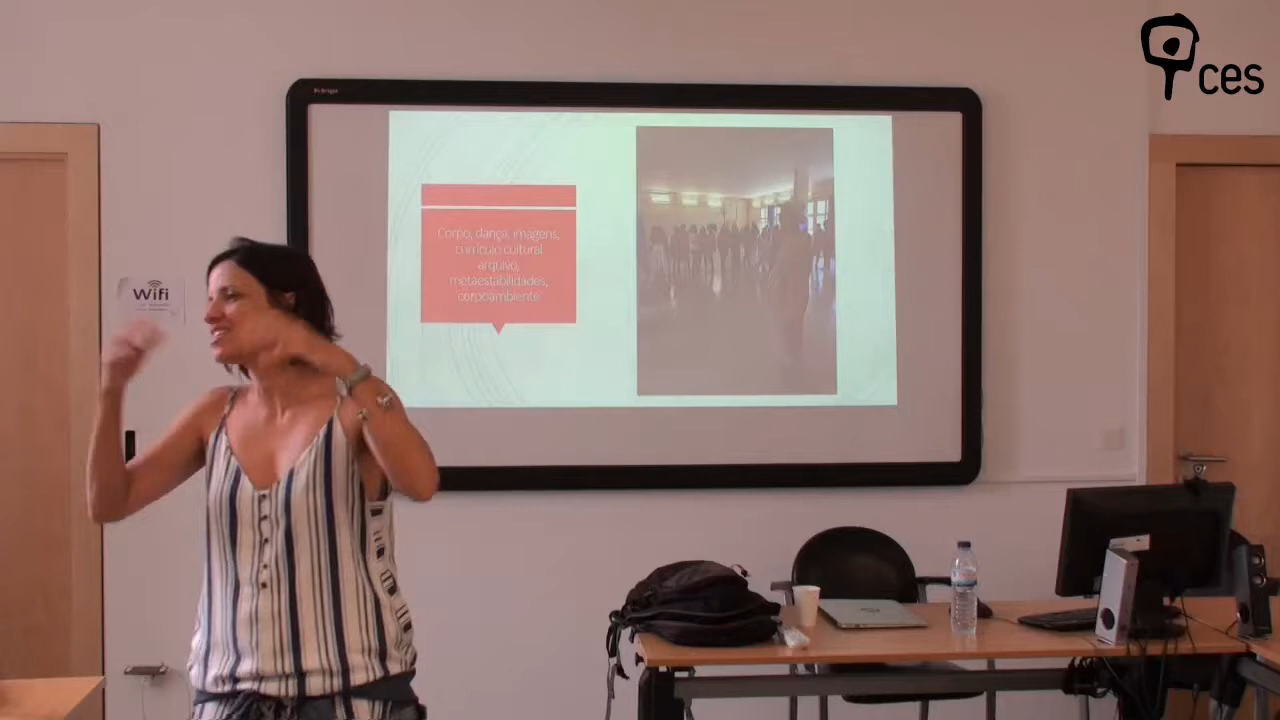 ces
Corpo, dança, imagens,
currículo cultural
arquivo,
metaestabilidades,
corpoambiente
Wifi